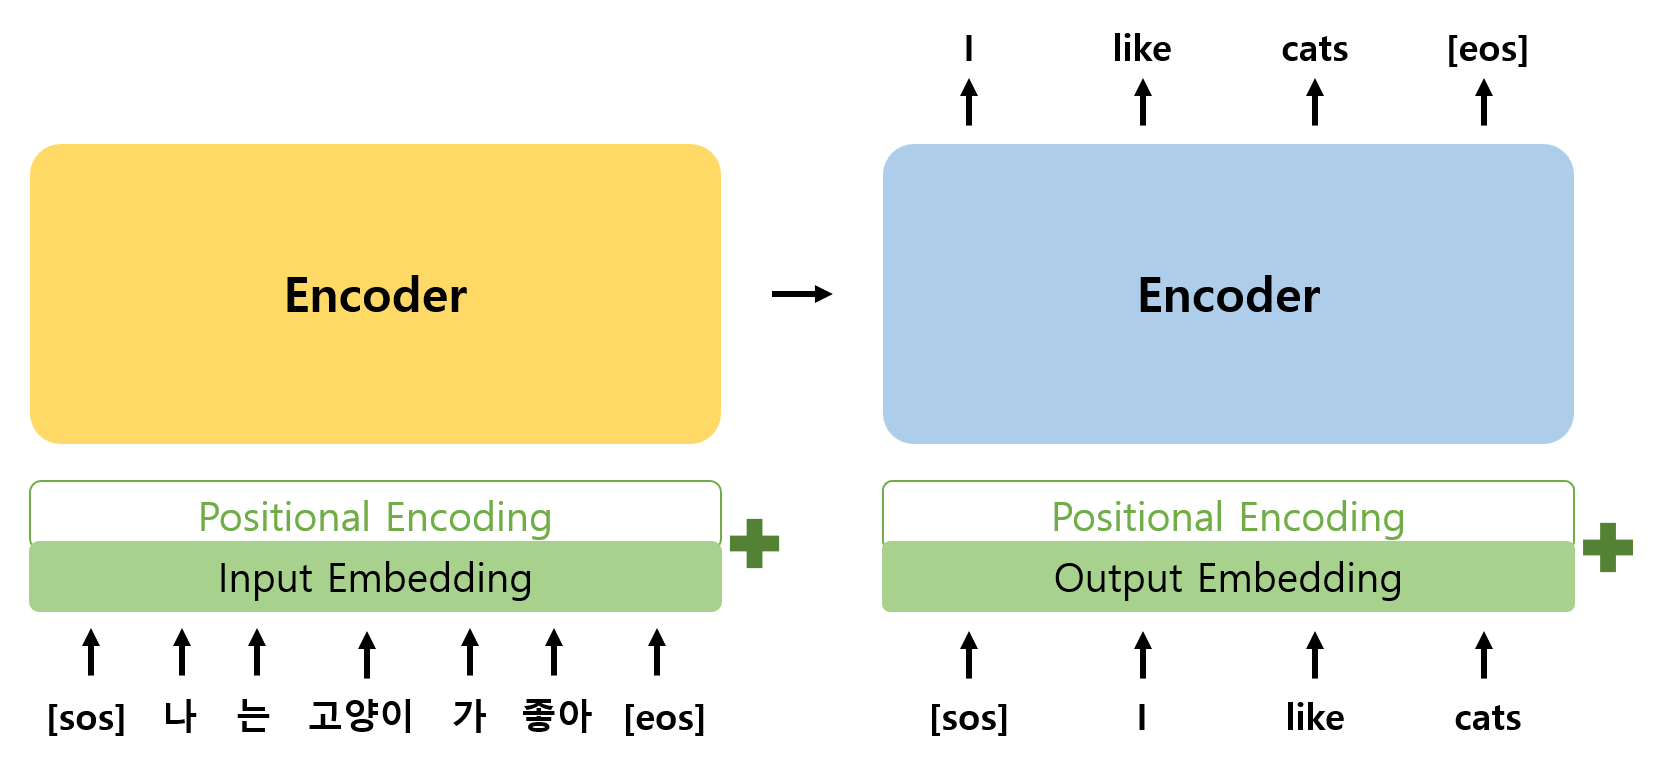 I like cats [eos]
Encoder
Encoder
Positional Encoding
Input Embedding
Positional Encoding
Output Embedding
[sos] 나 는 고양이 가 좋아 [eos]
[sos] I like cats